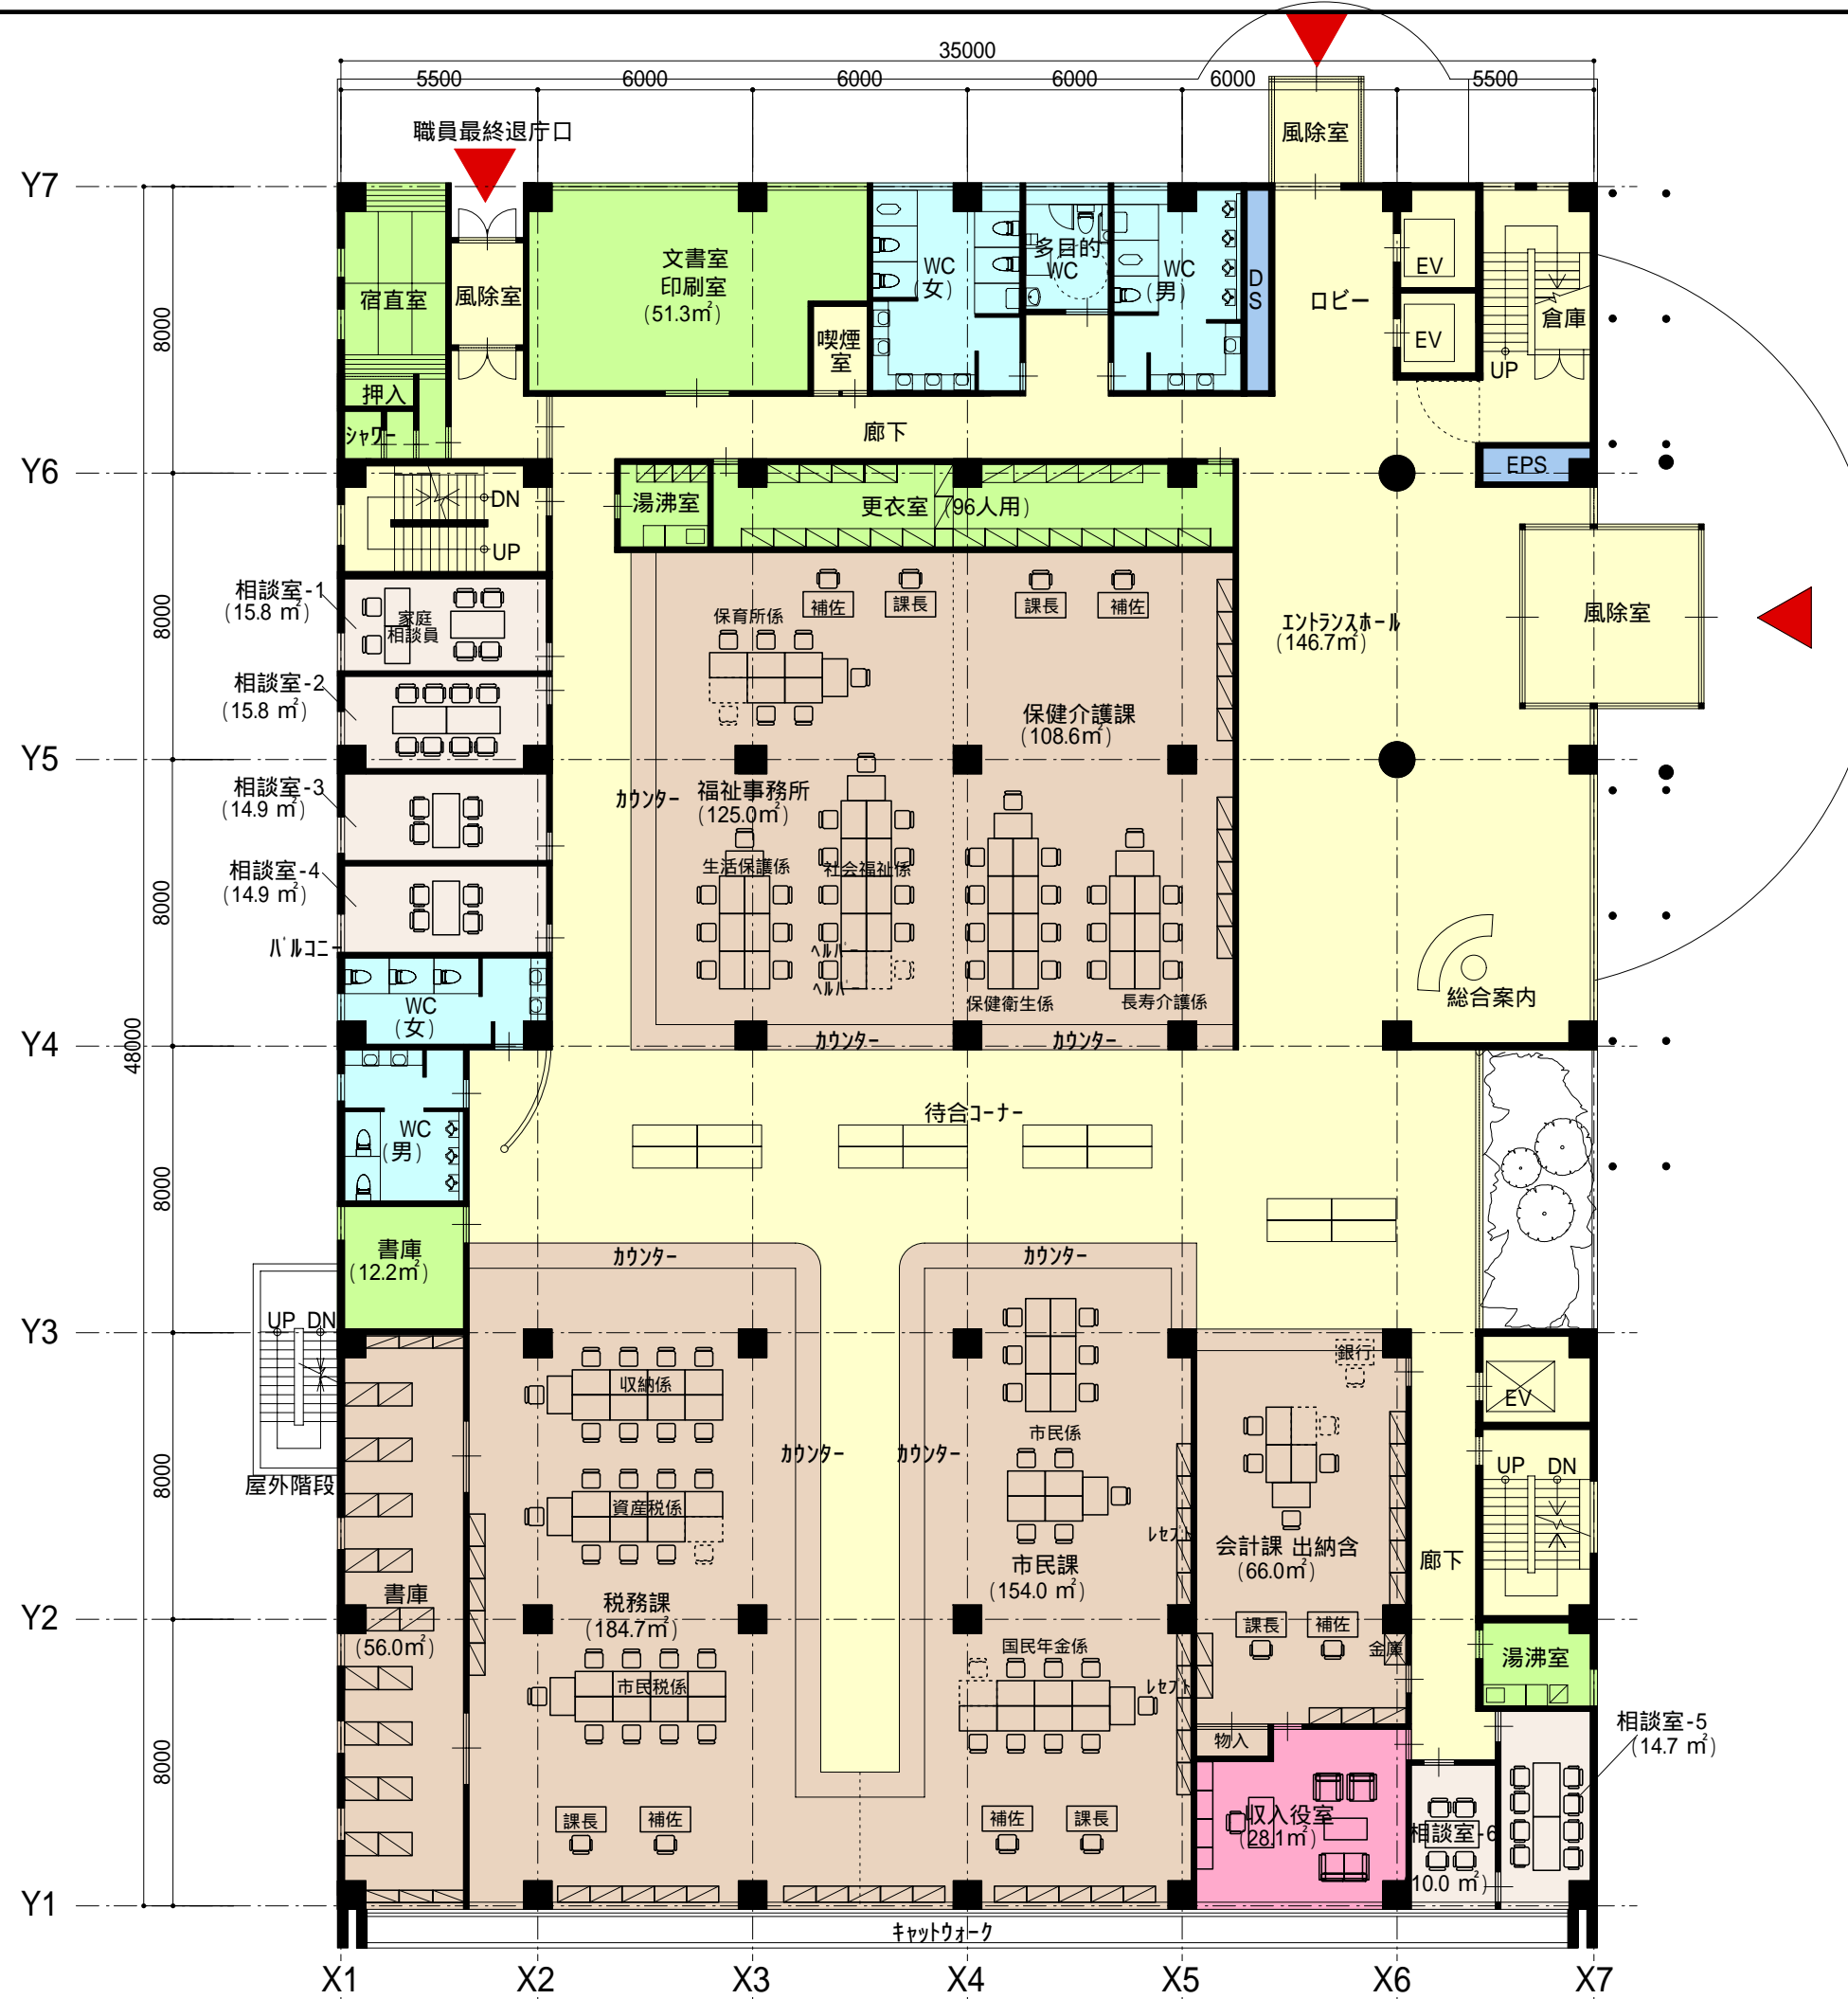 35000
5500
6000
6000
6000
6000
5500
職員最終退庁口
風除室
Y7
8000
宿直室
風除室
文書室
印刷室
(51.3㎡)
喫煙
室
WC
(女)
多目的
WC
WC
(男)
DS
ロビー
EV
EV
倉庫
UP
押入
シャワー
廊下
Y6
EPS
DN
UP
湯沸室
更衣室 (96人用)
8000
相談室-1
(15.8 ㎡)
家庭
相談員
保育所係
補佐
課長
課長
補佐
エントランスホール
(146.7㎡)
風除室
相談室-2
(15.8 ㎡)
保健介護課
(108.6㎡)
Y5
相談室-3
(14.9 ㎡)
カウンター
福祉事務所
(125.0㎡)
8000
相談室-4
(14.9 ㎡)
生活保護係
社会福祉係
バルコニー
ヘルパー
ヘルパー
保健衛生係
長寿介護係
総合案内
WC
(女)
Y4
48000
カウンター
カウンター
待合コーナー
WC
(男)
8000
書庫
(12.2㎡)
カウンター
カウンター
UP DN
Y3
銀行
収納係
EV
市民係
カウンター
カウンター
8000
屋外階段
資産税係
UP DN
レセプト
会計課 出納含
(66.0㎡)
廊下
市民課
(154.0 ㎡)
書庫
(56.0㎡)
税務課
(184.7㎡)
Y2
課長
補佐
国民年金係
金庫
湯沸室
市民税係
レセプト
相談室-5
(14.7 ㎡)
物入
8000
課長
補佐
補佐
課長
収入役室
(28.1㎡)
相談室-6
10.0 ㎡)
Y1
キャットウォーク
X1
X2
X3
X4
X5
X6
X7